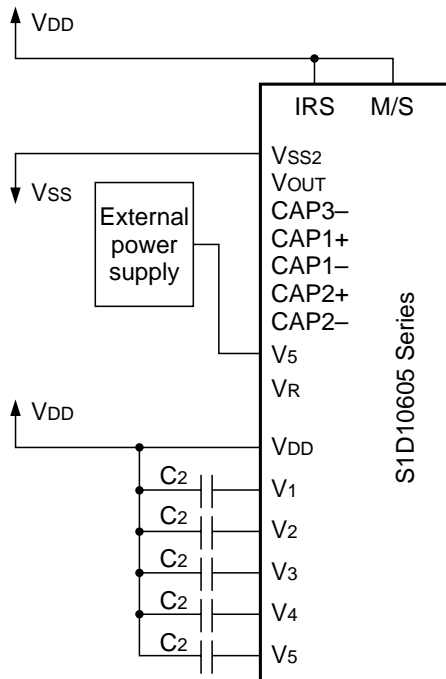 VDD
IRS M/S
VSS2
VSS
VOUT
External
power
supply
CAP3–
CAP1+
CAP1–
CAP2+
CAP2–
V5
VR
S1D10605 Series
VDD
VDD
C2
V1
C2
V2
C2
V3
C2
V4
C2
V5